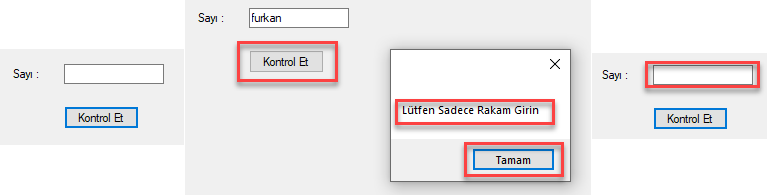 Sayı :
Kontrol Et
Sayı :
furkan
Kontrol Et
Lütfen Sadece Rakam Girin
Tamam
Sayı :
Kontrol Et